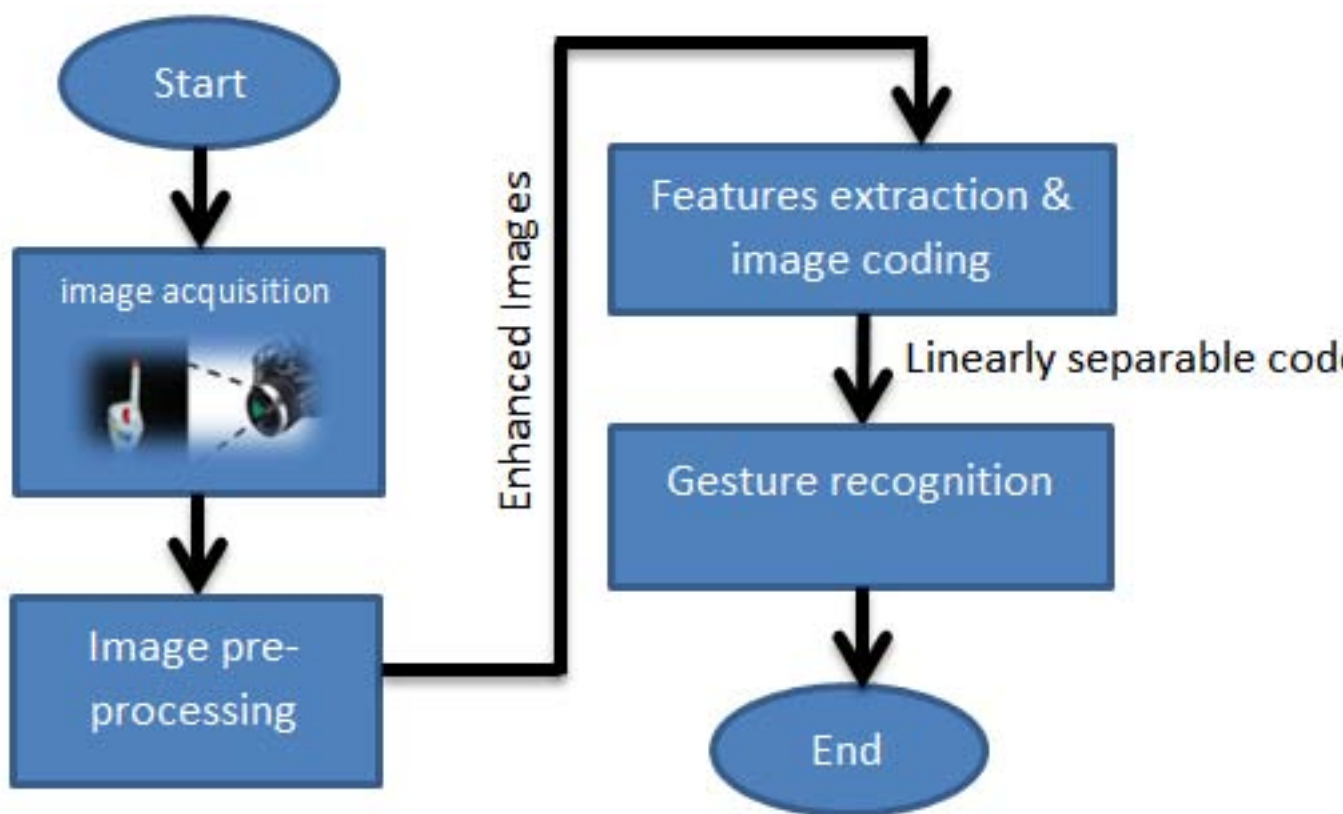 Start
image acquisition
Image pre-
processing
Enhanced Images
Features extraction &
image coding
Linearly separable code
Gesture recognition
End